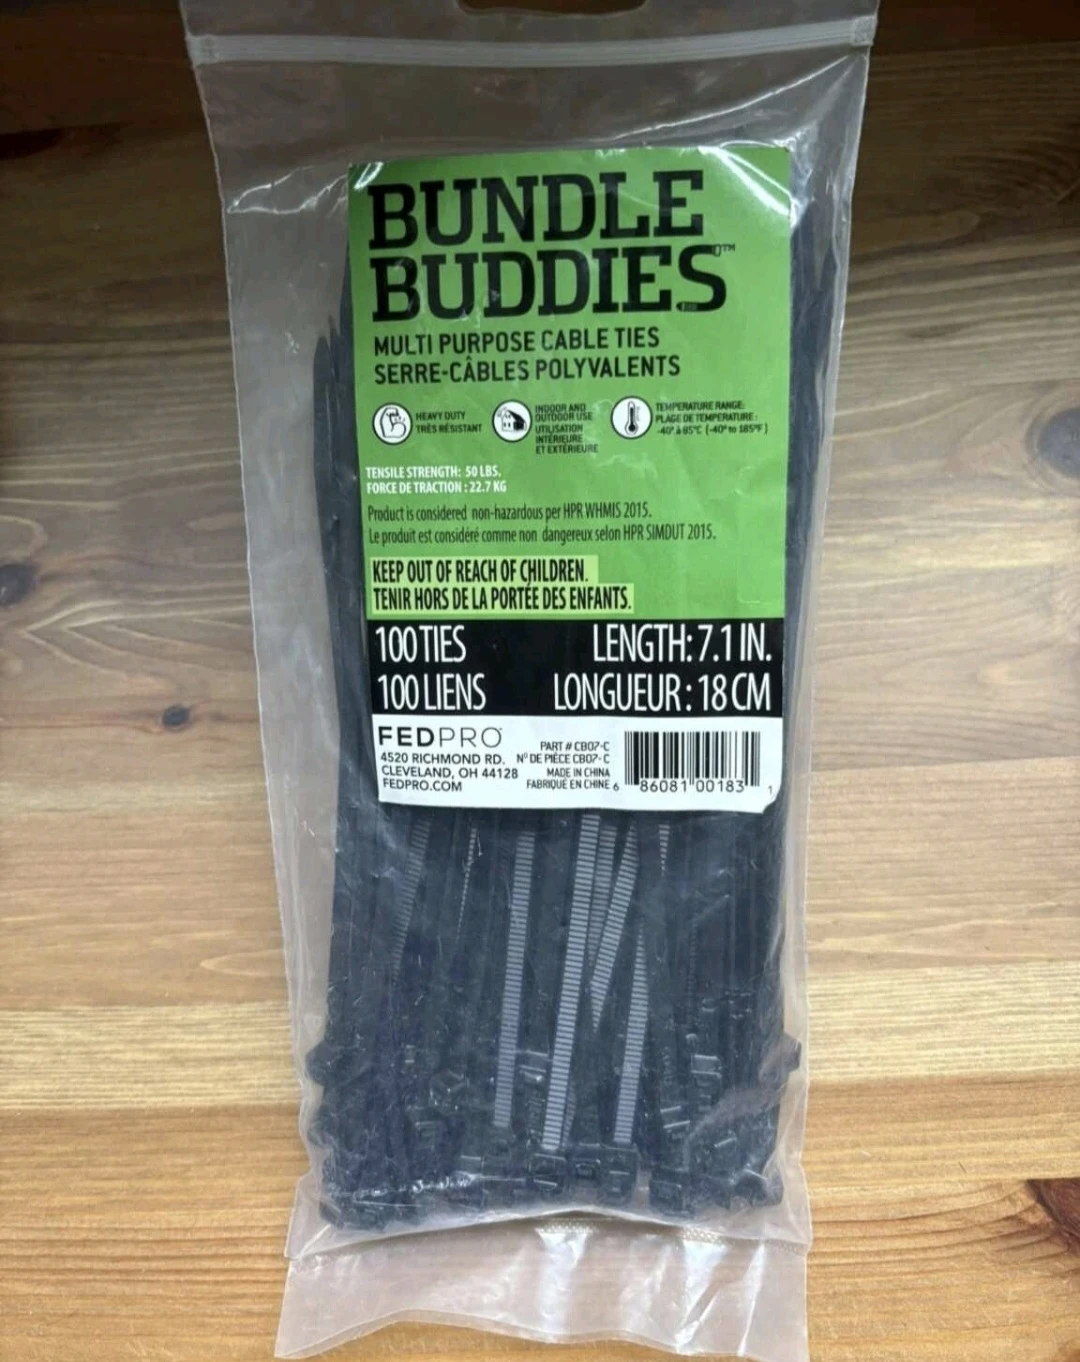 BUNDLE
BUDDIES™
MULTI PURPOSE CABLE TIES
SERRE-CÂBLES POLYVALENTS
HEAVY DUTY
TRÈS RÉSISTANT
INDOOR AND
OUTDOOR USE
UTILISATION
INTÉRIEURE
ET EXTÉRIEURE
TEMPERATURE RANGE:
PLAGE DE TEMPERATURE :
-40° à 85°C (-40° to 185°F)
TENSILE STRENGTH: 50 LBS.
FORCE DE TRACTION : 22.7 KG
Product is considered non-hazardous per HPR WHMIS 2015.
Le produit est considéré comme non dangereux selon HPR SIMDUT 2015.
KEEP OUT OF REACH OF CHILDREN.
TENIR HORS DE LA PORTÉE DES ENFANTS.
100 TIES
100 LIENS
LENGTH: 7.1 IN.
LONGUEUR : 18 CM
FEDPRO
4520 RICHMOND RD.
CLEVELAND, OH 44128
FEDPRO.COM
PART # CB07-C
N° DE PIÈCE CB07-C
MADE IN CHINA
FABRIQUÉ EN CHINE
6 86081 00183 1